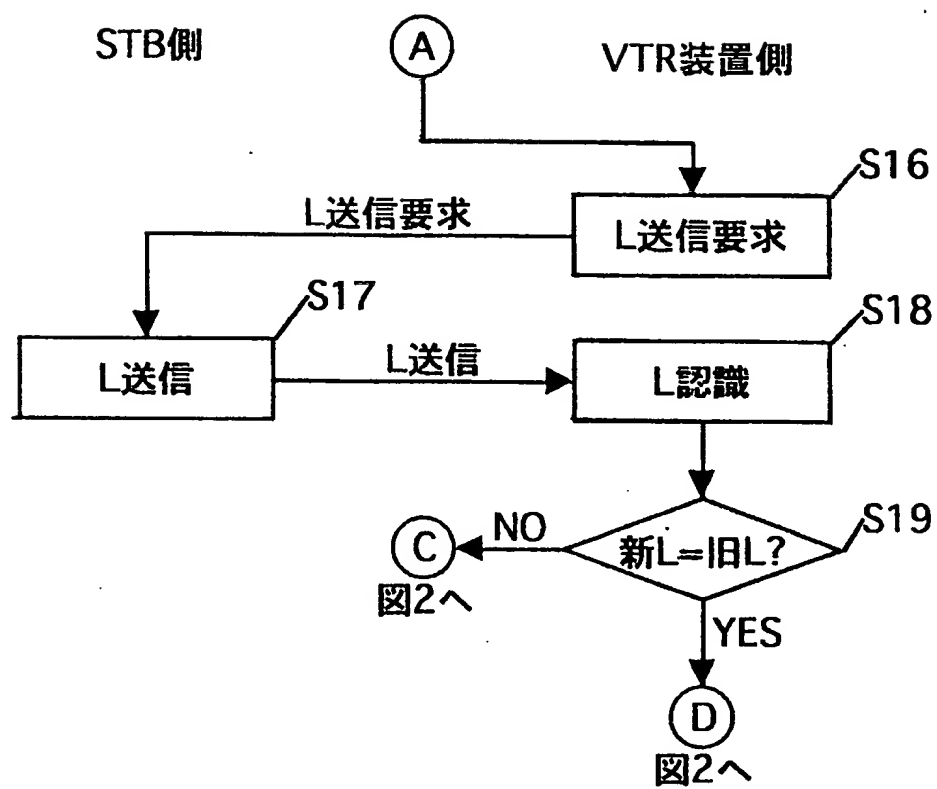 STB側
A
VTR装置側
S16
L送信要求
L送信要求
S17
S18
L送信
L送信
L認識
S19
NO
C
新L=旧L?
図2へ
YES
D
図2へ